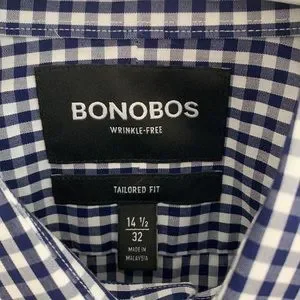 BONOBOS
WRINKLE-FREE
TAILORED FIT
14 ½
32
MADE IN
MALAYSIA